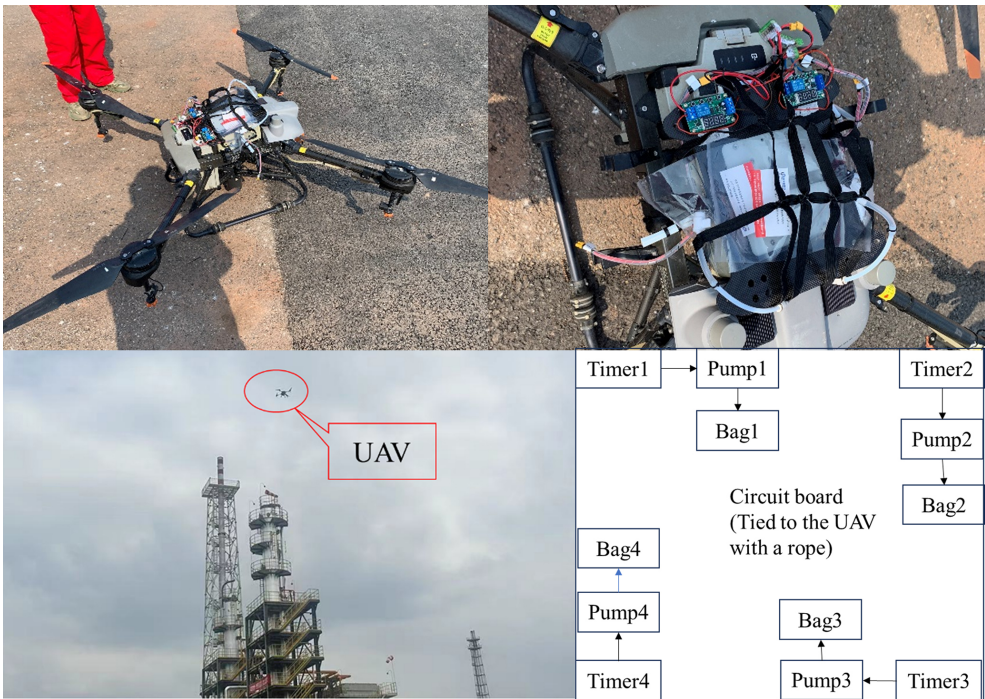 UAV
Timer1
Pump1
Timer2
Bag1
Pump2
Bag2
Circuit board
(Tied to the UAV
with a rope)
Bag4
Pump4
Bag3
Timer4
Pump3
Timer3